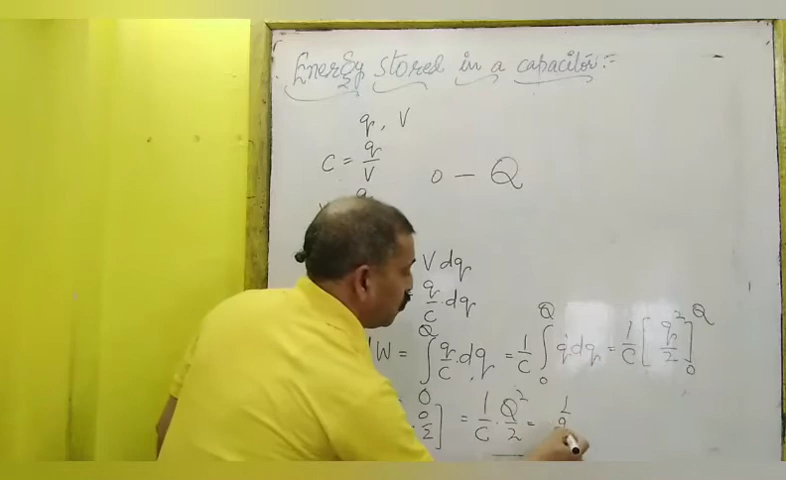 Energy stored in a capacitor :-
q, V
C = q/V
0 — Q
V dq
q/C . dq
W = ∫₀^Q q/C . dq = 1/C ∫₀^Q q dq = 1/C [q²/2]₀^Q
0/2] = 1/C . Q²/2 = 1